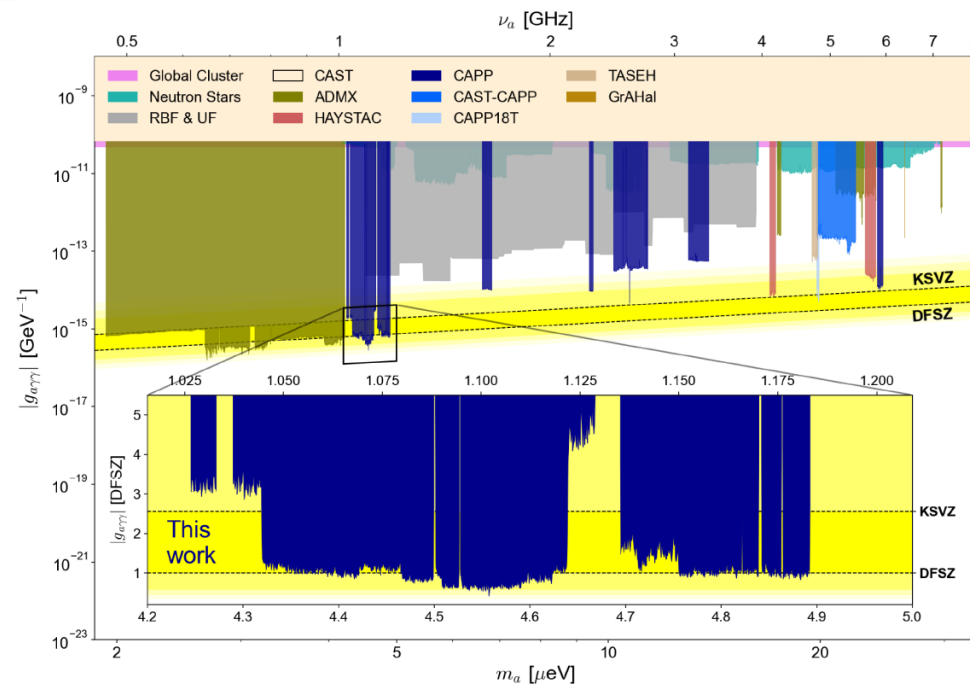 ν_a [GHz]
0.5 1 2 3 4 5 6 7
Global Cluster CAST CAPP TASEH
Neutron Stars ADMX CAST-CAPP GrAHal
RBF & UF HAYSTAC CAPP18T
10⁻⁹
10⁻¹¹
10⁻¹³
10⁻¹⁵
10⁻¹⁷
10⁻¹⁹
10⁻²¹
10⁻²³
|g_{aγγ}| [GeV⁻¹]
KSVZ
DFSZ
1.025 1.050 1.075 1.100 1.125 1.150 1.175 1.200
|g_{aγγ}| [DFSZ]
5
4
3
2
1
This
work
KSVZ
DFSZ
4.2 4.3 4.4 4.5 4.6 4.7 4.8 4.9 5.0
2 5 10 20
m_a [μeV]